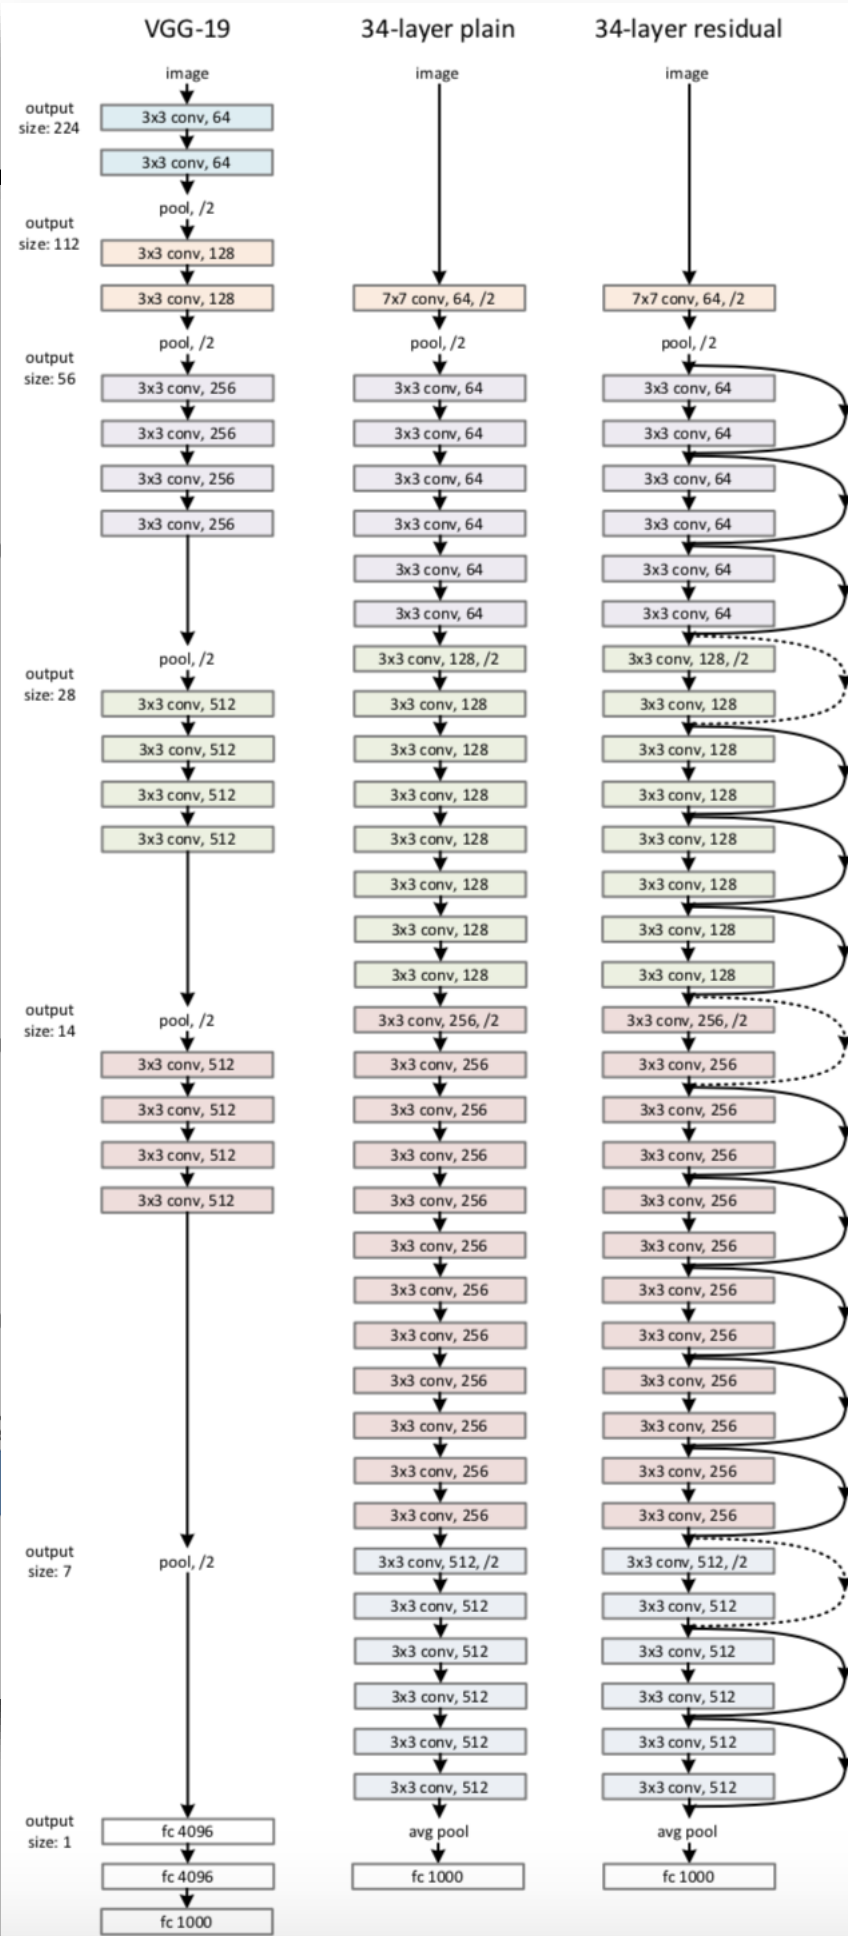 output
size: 224
output
size: 112
output
size: 56
output
size: 28
output
size: 14
output
size: 7
output
size: 1
VGG-19
image
3x3 conv, 64
3x3 conv, 64
pool, /2
3x3 conv, 128
3x3 conv, 128
pool, /2
3x3 conv, 256
3x3 conv, 256
3x3 conv, 256
3x3 conv, 256
pool, /2
3x3 conv, 512
3x3 conv, 512
3x3 conv, 512
3x3 conv, 512
pool, /2
3x3 conv, 512
3x3 conv, 512
3x3 conv, 512
3x3 conv, 512
pool, /2
fc 4096
fc 4096
fc 1000
34-layer plain
image
7x7 conv, 64, /2
pool, /2
3x3 conv, 64
3x3 conv, 64
3x3 conv, 64
3x3 conv, 64
3x3 conv, 64
3x3 conv, 64
3x3 conv, 128, /2
3x3 conv, 128
3x3 conv, 128
3x3 conv, 128
3x3 conv, 128
3x3 conv, 128
3x3 conv, 128
3x3 conv, 128
3x3 conv, 256, /2
3x3 conv, 256
3x3 conv, 256
3x3 conv, 256
3x3 conv, 256
3x3 conv, 256
3x3 conv, 256
3x3 conv, 256
3x3 conv, 256
3x3 conv, 256
3x3 conv, 256
3x3 conv, 256
3x3 conv, 512, /2
3x3 conv, 512
3x3 conv, 512
3x3 conv, 512
3x3 conv, 512
3x3 conv, 512
avg pool
fc 1000
34-layer residual
image
7x7 conv, 64, /2
pool, /2
3x3 conv, 64
3x3 conv, 64
3x3 conv, 64
3x3 conv, 64
3x3 conv, 64
3x3 conv, 64
3x3 conv, 128, /2
3x3 conv, 128
3x3 conv, 128
3x3 conv, 128
3x3 conv, 128
3x3 conv, 128
3x3 conv, 128
3x3 conv, 128
3x3 conv, 256, /2
3x3 conv, 256
3x3 conv, 256
3x3 conv, 256
3x3 conv, 256
3x3 conv, 256
3x3 conv, 256
3x3 conv, 256
3x3 conv, 256
3x3 conv, 256
3x3 conv, 256
3x3 conv, 256
3x3 conv, 512, /2
3x3 conv, 512
3x3 conv, 512
3x3 conv, 512
3x3 conv, 512
3x3 conv, 512
avg pool
fc 1000